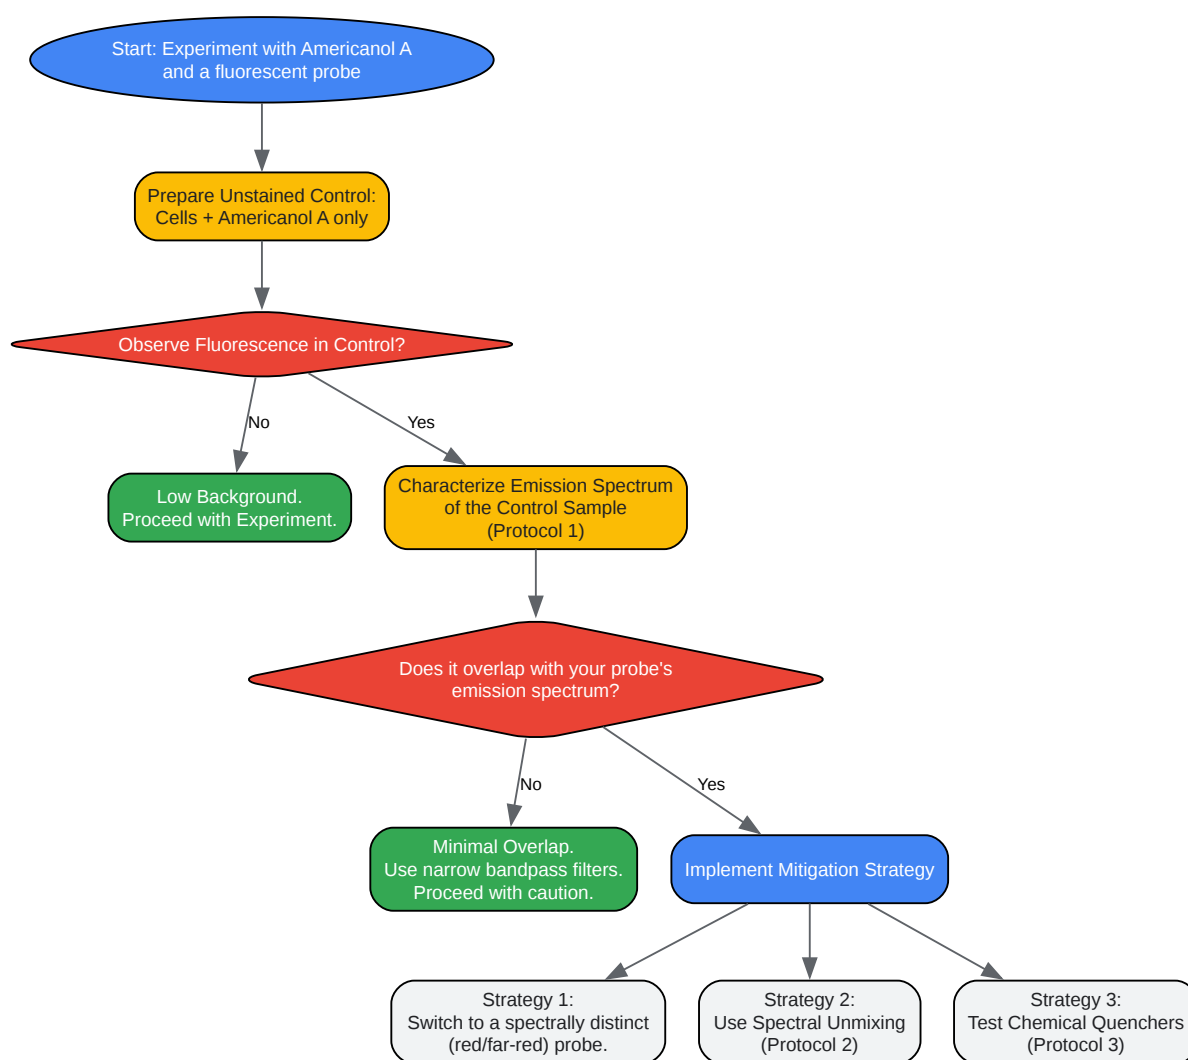 Start: Experiment with Americanol A
and a fluorescent probe
Prepare Unstained Control:
Cells + Americanol A only
Observe Fluorescence in Control?
No
Yes
Low Background.
Proceed with Experiment.
Characterize Emission Spectrum
of the Control Sample
(Protocol 1)
Does it overlap with your probe's
emission spectrum?
No
Yes
Minimal Overlap.
Use narrow bandpass filters.
Proceed with caution.
Implement Mitigation Strategy
Strategy 1:
Switch to a spectrally distinct
(red/far-red) probe.
Strategy 2:
Use Spectral Unmixing
(Protocol 2)
Strategy 3:
Test Chemical Quenchers
(Protocol 3)